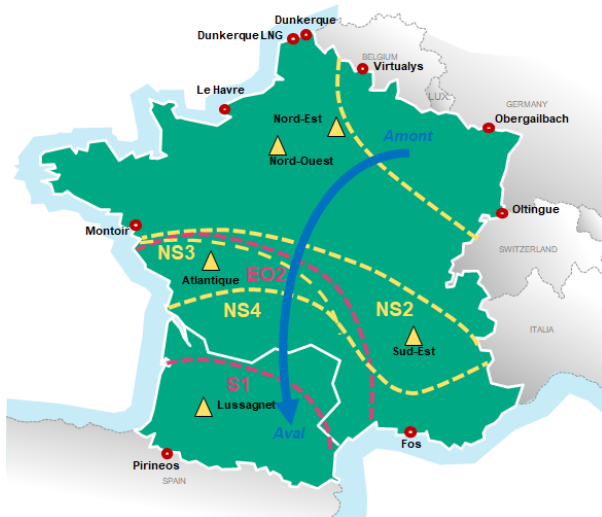 Dunkerque
Dunkerque LNG
BELGIUM
Virtualys
Le Havre
LUX
GERMANY
Nord-Est
Obergailbach
Amont
Nord-Ouest
Oltingue
Montoir
SWITZERLAND
NS3
EO2
Atlantique
NS4
NS2
ITALIA
Sud-Est
S1
Lussagnet
Aval
Fos
Pirineos
SPAIN